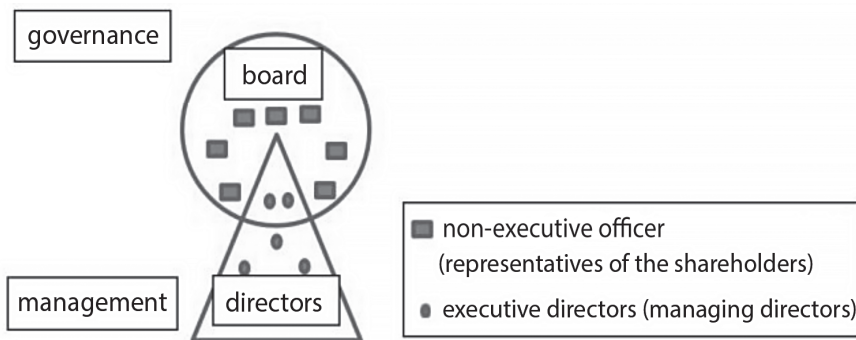 governance
board
management
directors
non-executive officer
(representatives of the shareholders)
executive directors (managing directors)